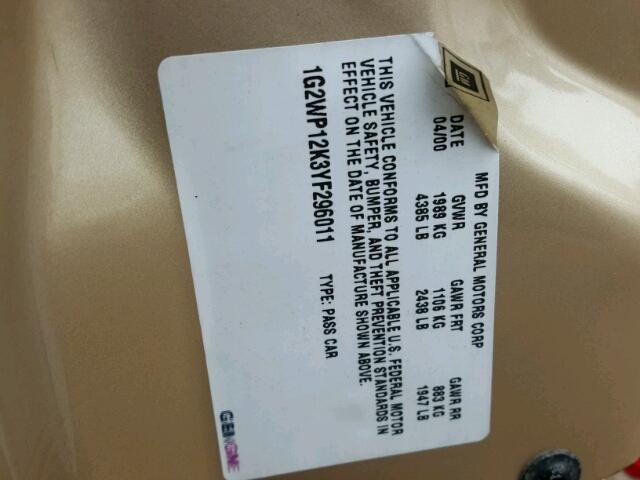 GM
MFD BY GENERAL MOTORS CORP
DATE GVWR GAWR FRT GAWR RR
04/00 1989 KG 1106 KG 883 KG
4385 LB 2438 LB 1947 LB
THIS VEHICLE CONFORMS TO ALL APPLICABLE U.S. FEDERAL MOTOR
VEHICLE SAFETY, BUMPER, AND THEFT PREVENTION STANDARDS IN
EFFECT ON THE DATE OF MANUFACTURE SHOWN ABOVE.
1G2WP12K3YF296011 TYPE: PASS CAR